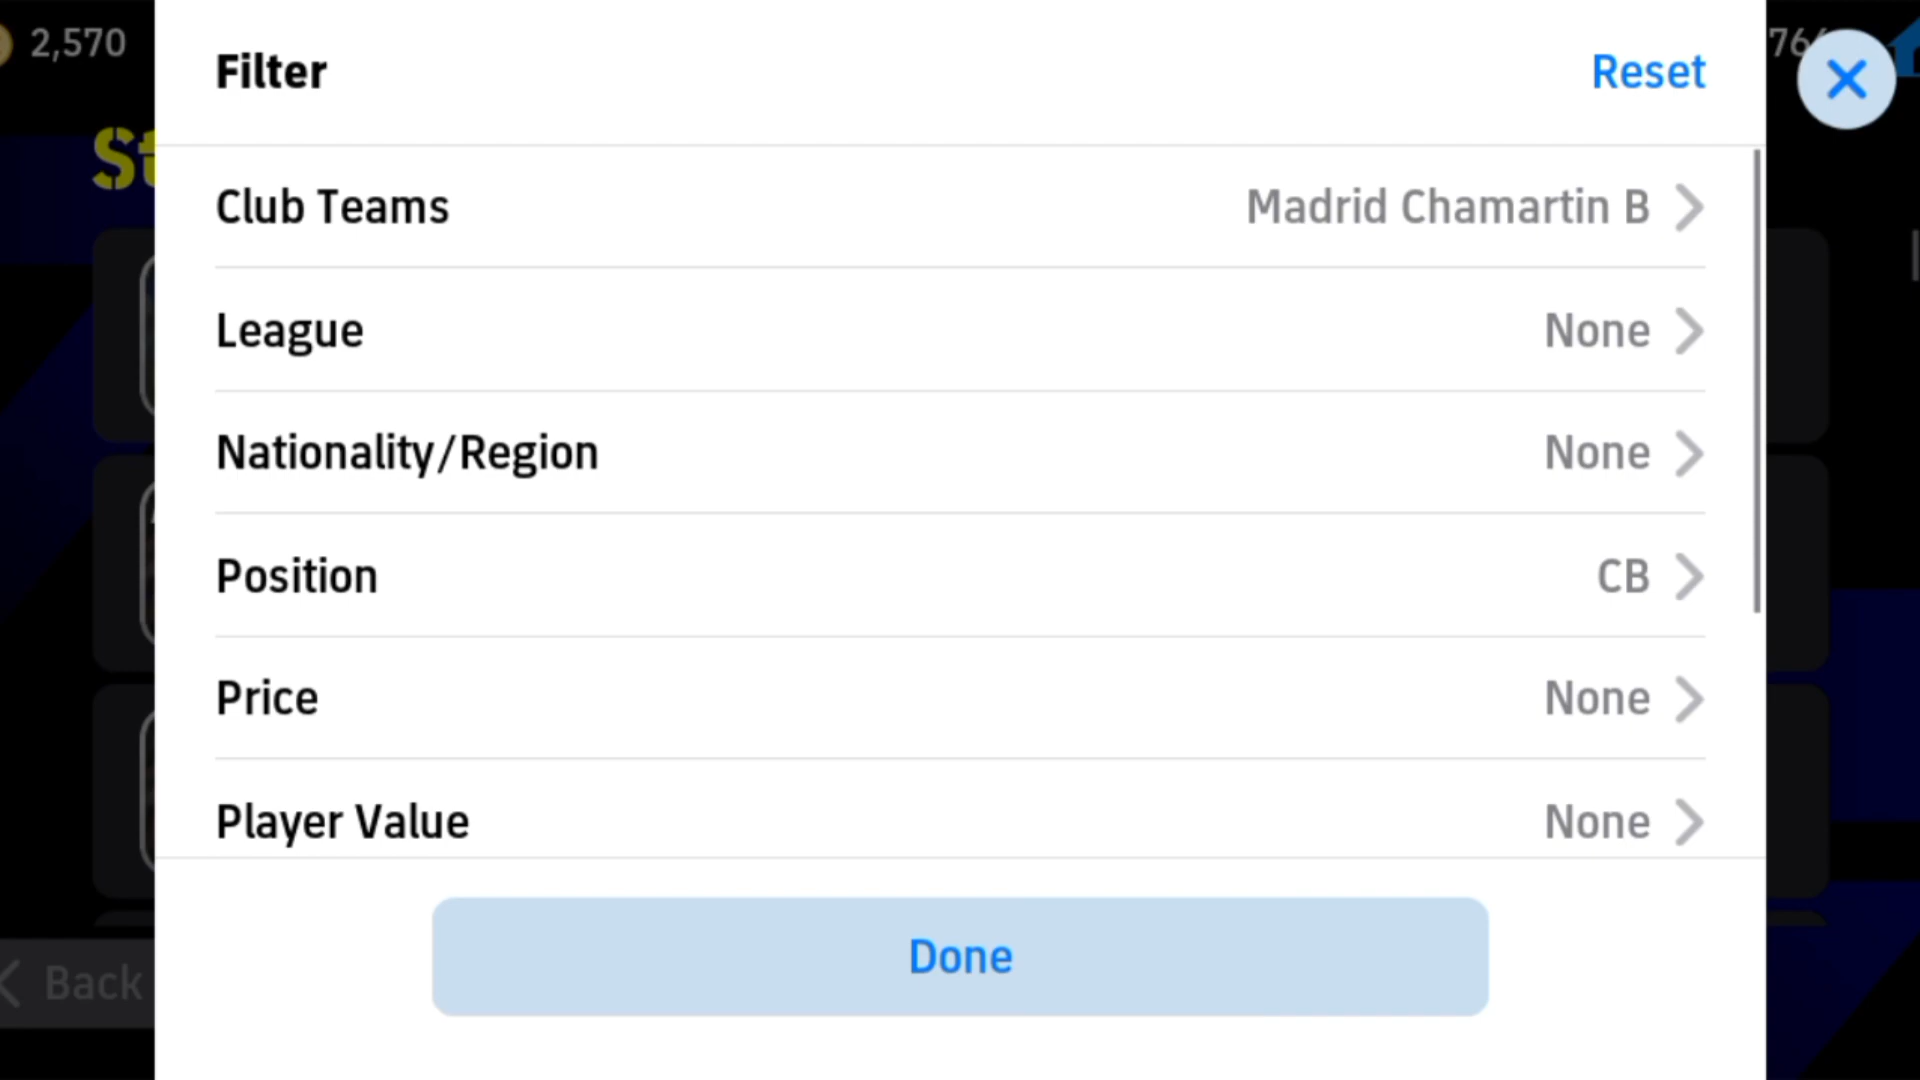 2,570
Filter
Reset
St
Club Teams
Madrid Chamartin B
League
None
Nationality/Region
None
Position
CB
Price
None
Player Value
None
Done
Back